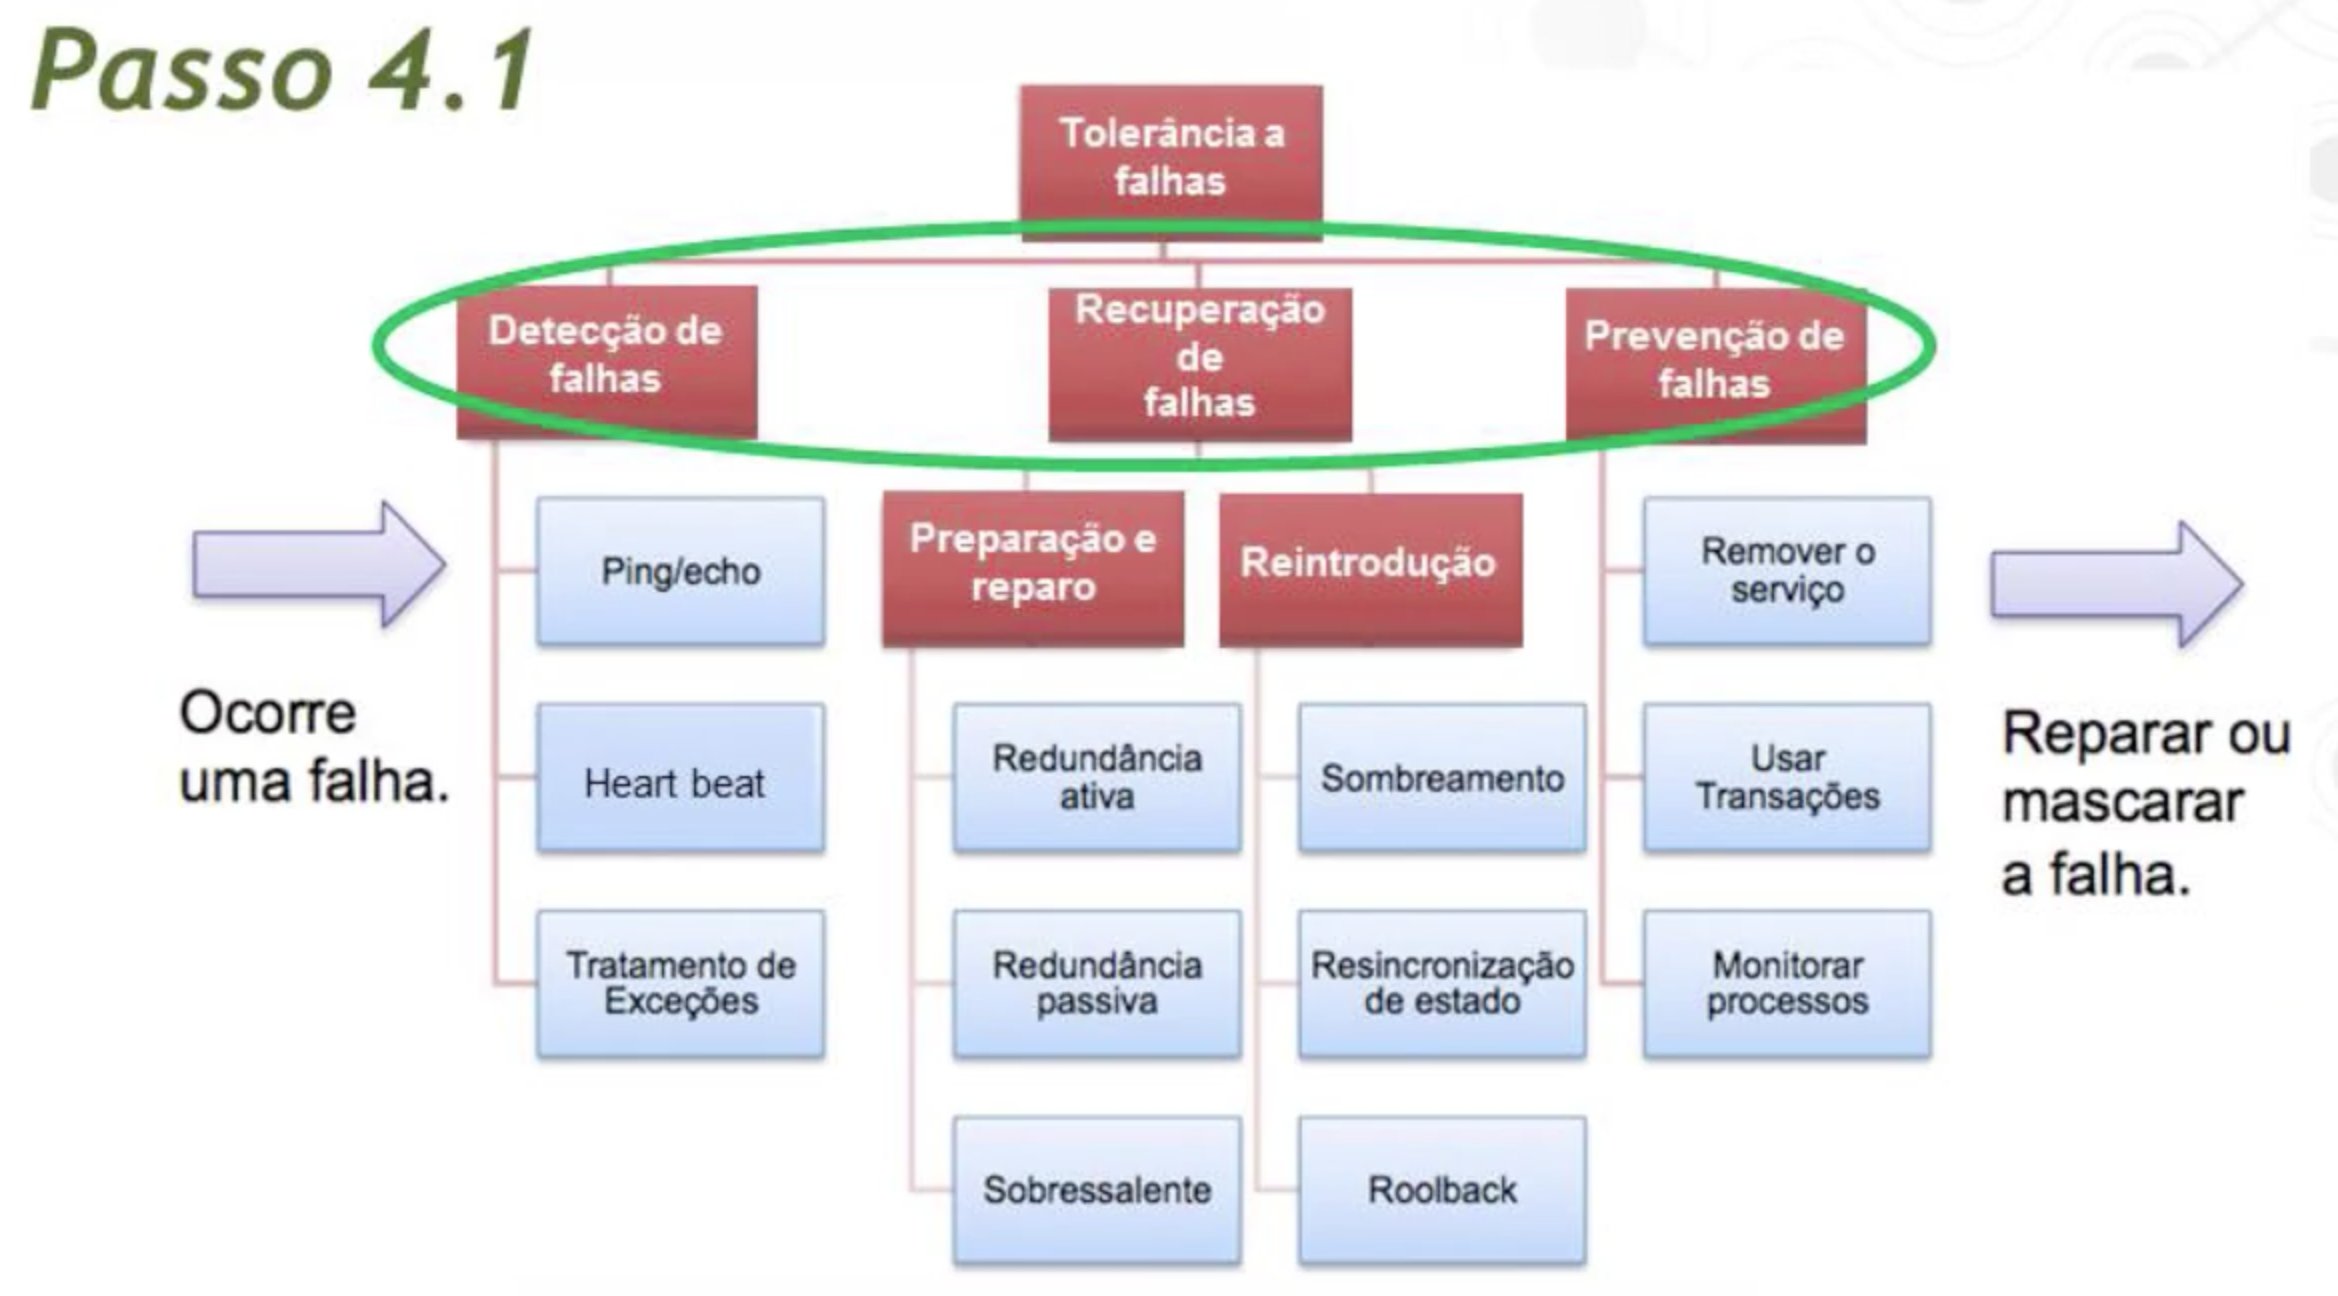 Passo 4.1
Tolerância a
falhas
Detecção de
falhas
Recuperação
de
falhas
Prevenção de
falhas
Ocorre
uma falha.
Ping/echo
Heart beat
Tratamento de
Exceções
Preparação e
reparo
Redundância
ativa
Redundância
passiva
Sobressalente
Reintrodução
Sombreamento
Resincronização
de estado
Roolback
Remover o
serviço
Usar
Transações
Monitorar
processos
Reparar ou
mascarar
a falha.